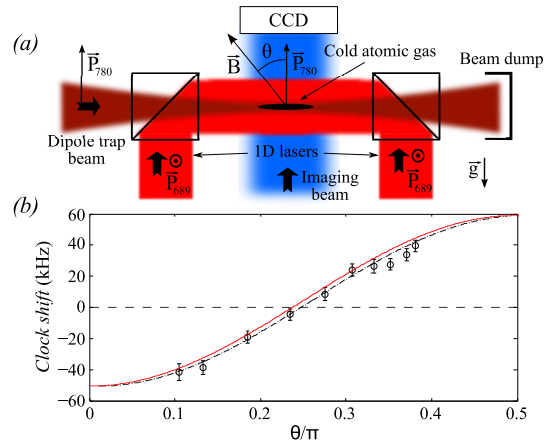 (a)
CCD
θ
B
P780
P780
Cold atomic gas
Beam dump
Dipole trap
beam
1D lasers
P689
P689
Imaging
beam
g
(b)
60
40
20
0
−20
−40
−60
Clock shift (kHz)
0
0.1
0.2
0.3
0.4
0.5
θ/π